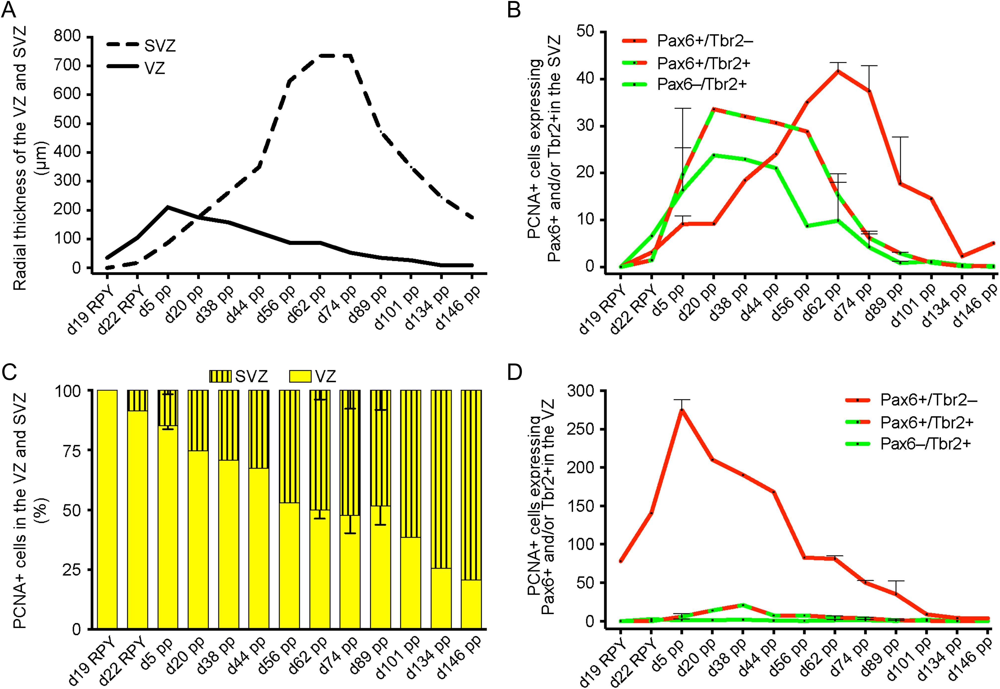 A
Radial thickness of the VZ and SVZ
(µm)
800
700
600
500
400
300
200
100
0
SVZ
VZ
d19 RPY
d22 RPY
d5 pp
d20 pp
d38 pp
d44 pp
d56 pp
d62 pp
d74 pp
d89 pp
d101 pp
d134 pp
d146 pp
B
PCNA+ cells expressing
Pax6+ and/or Tbr2+in the SVZ
50
40
30
20
10
0
Pax6+/Tbr2–
Pax6+/Tbr2+
Pax6–/Tbr2+
d19 RPY
d22 RPY
d5 pp
d20 pp
d38 pp
d44 pp
d56 pp
d62 pp
d74 pp
d89 pp
d101 pp
d134 pp
d146 pp
C
PCNA+ cells in the VZ and SVZ
(%)
SVZ
VZ
100
75
50
25
0
d19 RPY
d22 RPY
d5 pp
d20 pp
d38 pp
d44 pp
d56 pp
d62 pp
d74 pp
d89 pp
d101 pp
d134 pp
d146 pp
D
PCNA+ cells expressing
Pax6+ and/or Tbr2+in the VZ
300
250
200
150
100
50
0
Pax6+/Tbr2–
Pax6+/Tbr2+
Pax6–/Tbr2+
d19 RPY
d22 RPY
d5 pp
d20 pp
d38 pp
d44 pp
d56 pp
d62 pp
d74 pp
d89 pp
d101 pp
d134 pp
d146 pp